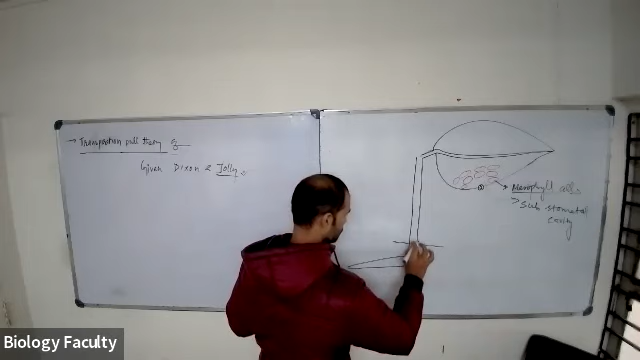 → Transpiration pull theory :-
Given Dixon & Jolly.
→ Mesophyll cells
> Sub stomatal
cavity
Biology Faculty